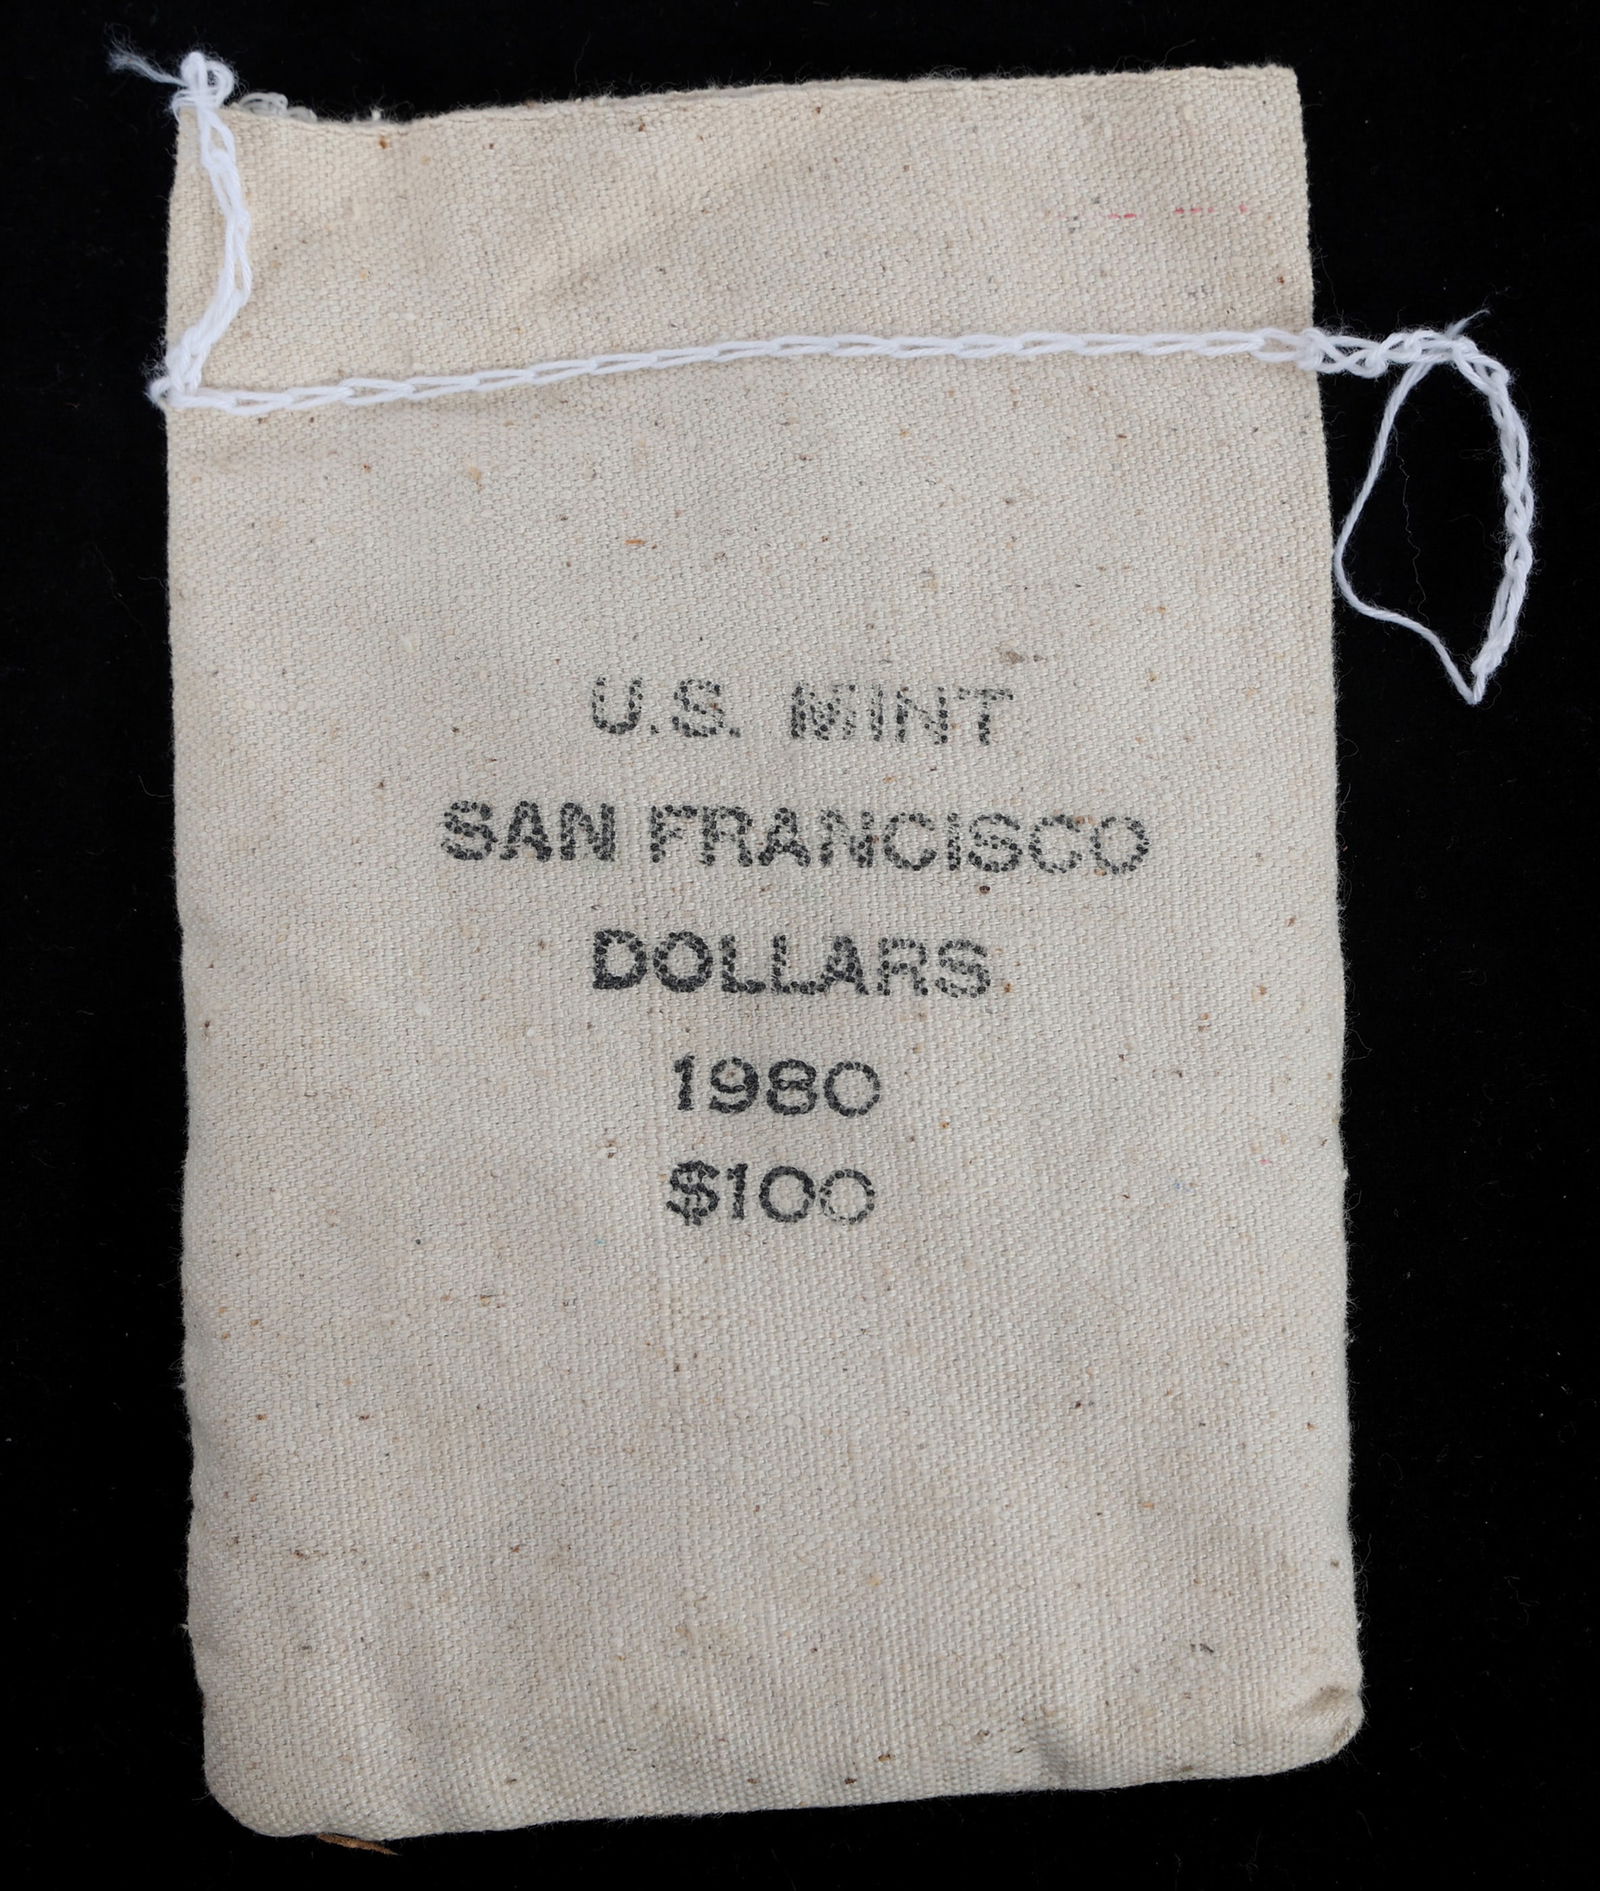 U.S. MINT
SAN FRANCISCO
DOLLARS
1980
$100